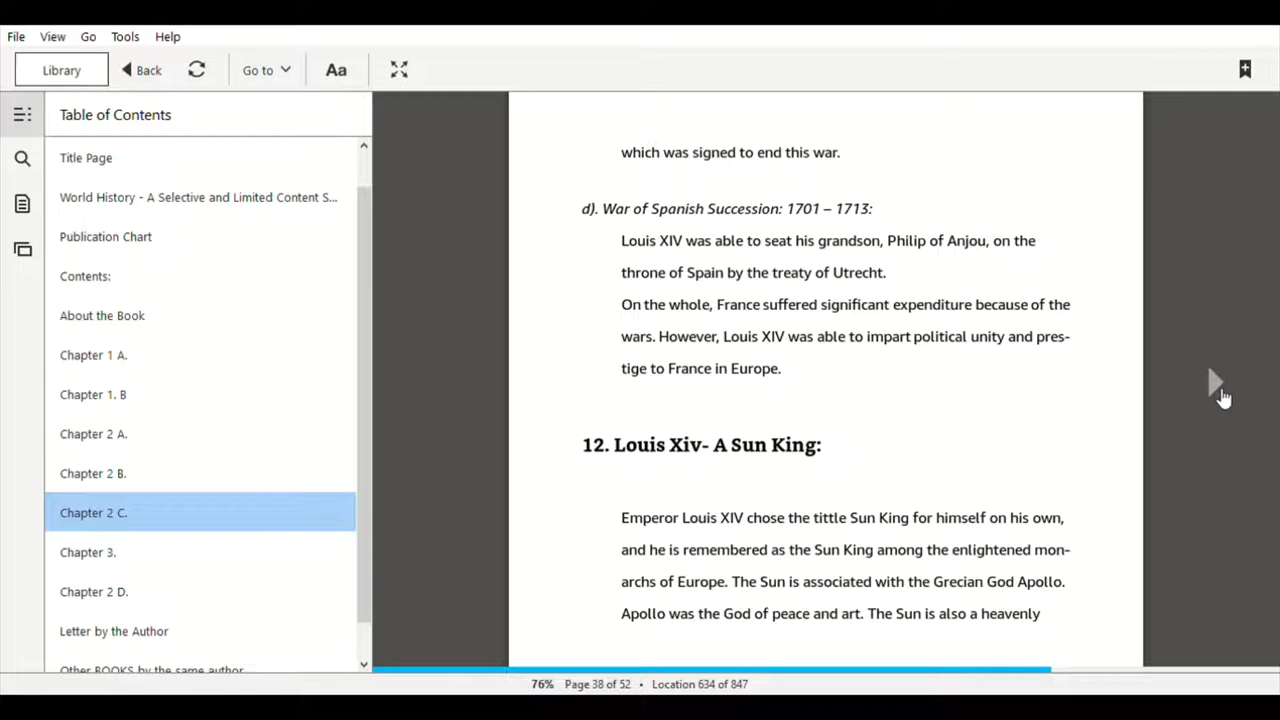 File View Go Tools Help
Library Back Go to Aa
Table of Contents
Title Page
World History - A Selective and Limited Content S...
Publication Chart
Contents:
About the Book
Chapter 1 A.
Chapter 1. B
Chapter 2 A.
Chapter 2 B.
Chapter 2 C.
Chapter 3.
Chapter 2 D.
Letter by the Author
Other BOOKS by the same author
which was signed to end this war.
d). War of Spanish Succession: 1701 – 1713:
Louis XIV was able to seat his grandson, Philip of Anjou, on the
throne of Spain by the treaty of Utrecht.
On the whole, France suffered significant expenditure because of the
wars. However, Louis XIV was able to impart political unity and pres-
tige to France in Europe.
12. Louis Xiv- A Sun King:
Emperor Louis XIV chose the tittle Sun King for himself on his own,
and he is remembered as the Sun King among the enlightened mon-
archs of Europe. The Sun is associated with the Grecian God Apollo.
Apollo was the God of peace and art. The Sun is also a heavenly
76% Page 38 of 52 • Location 634 of 847